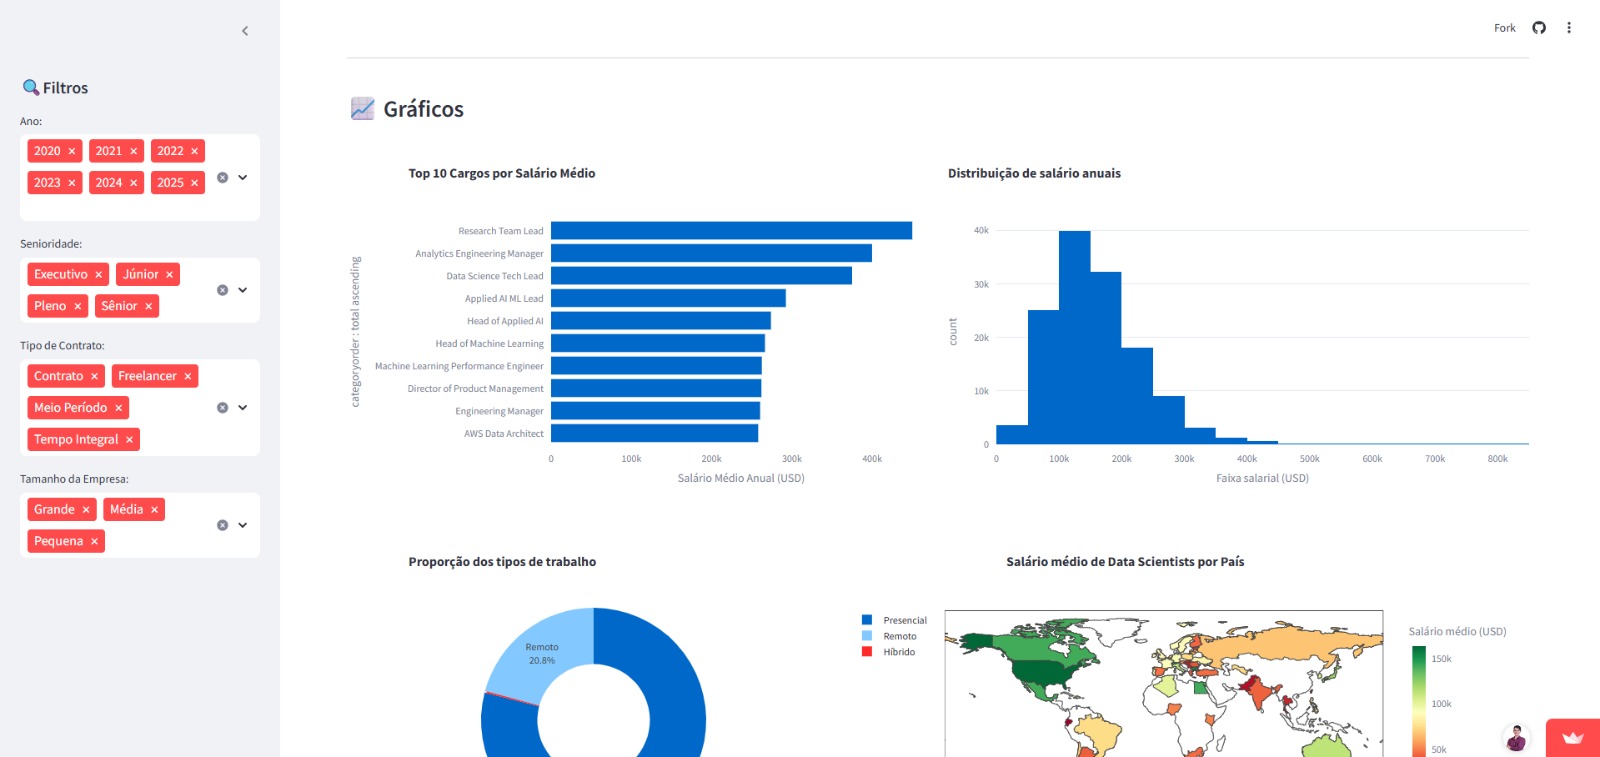 Fork
🔍 Filtros
Ano:
2020 × 2021 × 2022 ×
2023 × 2024 × 2025 ×
Senioridade:
Executivo × Júnior ×
Pleno × Sênior ×
Tipo de Contrato:
Contrato × Freelancer ×
Meio Período ×
Tempo Integral ×
Tamanho da Empresa:
Grande × Média ×
Pequena ×
📈 Gráficos
Top 10 Cargos por Salário Médio
categoryorder : total ascending
Research Team Lead
Analytics Engineering Manager
Data Science Tech Lead
Applied AI ML Lead
Head of Applied AI
Head of Machine Learning
Machine Learning Performance Engineer
Director of Product Management
Engineering Manager
AWS Data Architect
0 100k 200k 300k 400k
Salário Médio Anual (USD)
Distribuição de salário anuais
count
40k
30k
20k
10k
0
0 100k 200k 300k 400k 500k 600k 700k 800k
Faixa salarial (USD)
Proporção dos tipos de trabalho
Remoto
20.8%
Presencial
Remoto
Híbrido
Salário médio de Data Scientists por País
Salário médio (USD)
150k
100k
50k